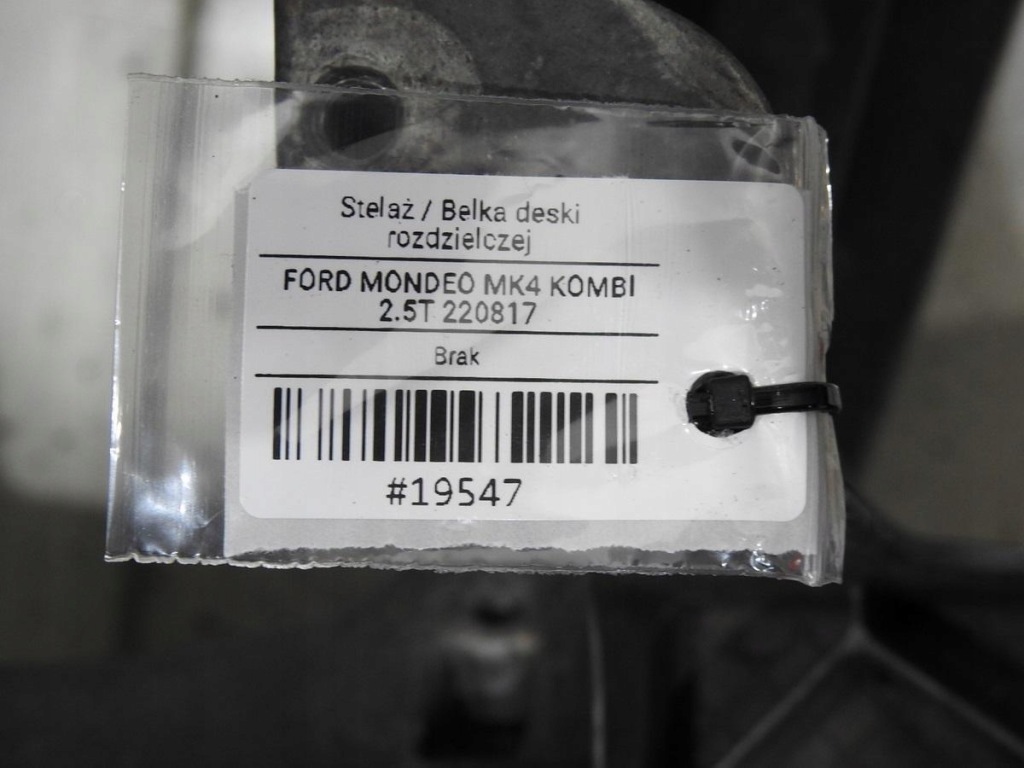 Stelaż / Belka deski
rozdzielczej
FORD MONDEO MK4 KOMBI
2.5T 220817
Brak
#19547